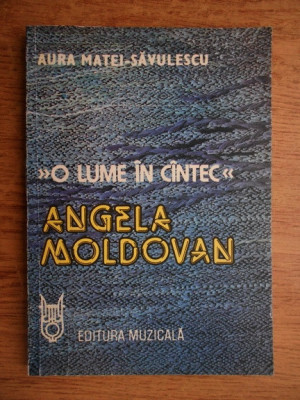 AURA MATEI-SĂVULESCU
»O LUME ÎN CÎNTEC«
ANGELA
MOLDOVAN
EDITURA MUZICALĂ